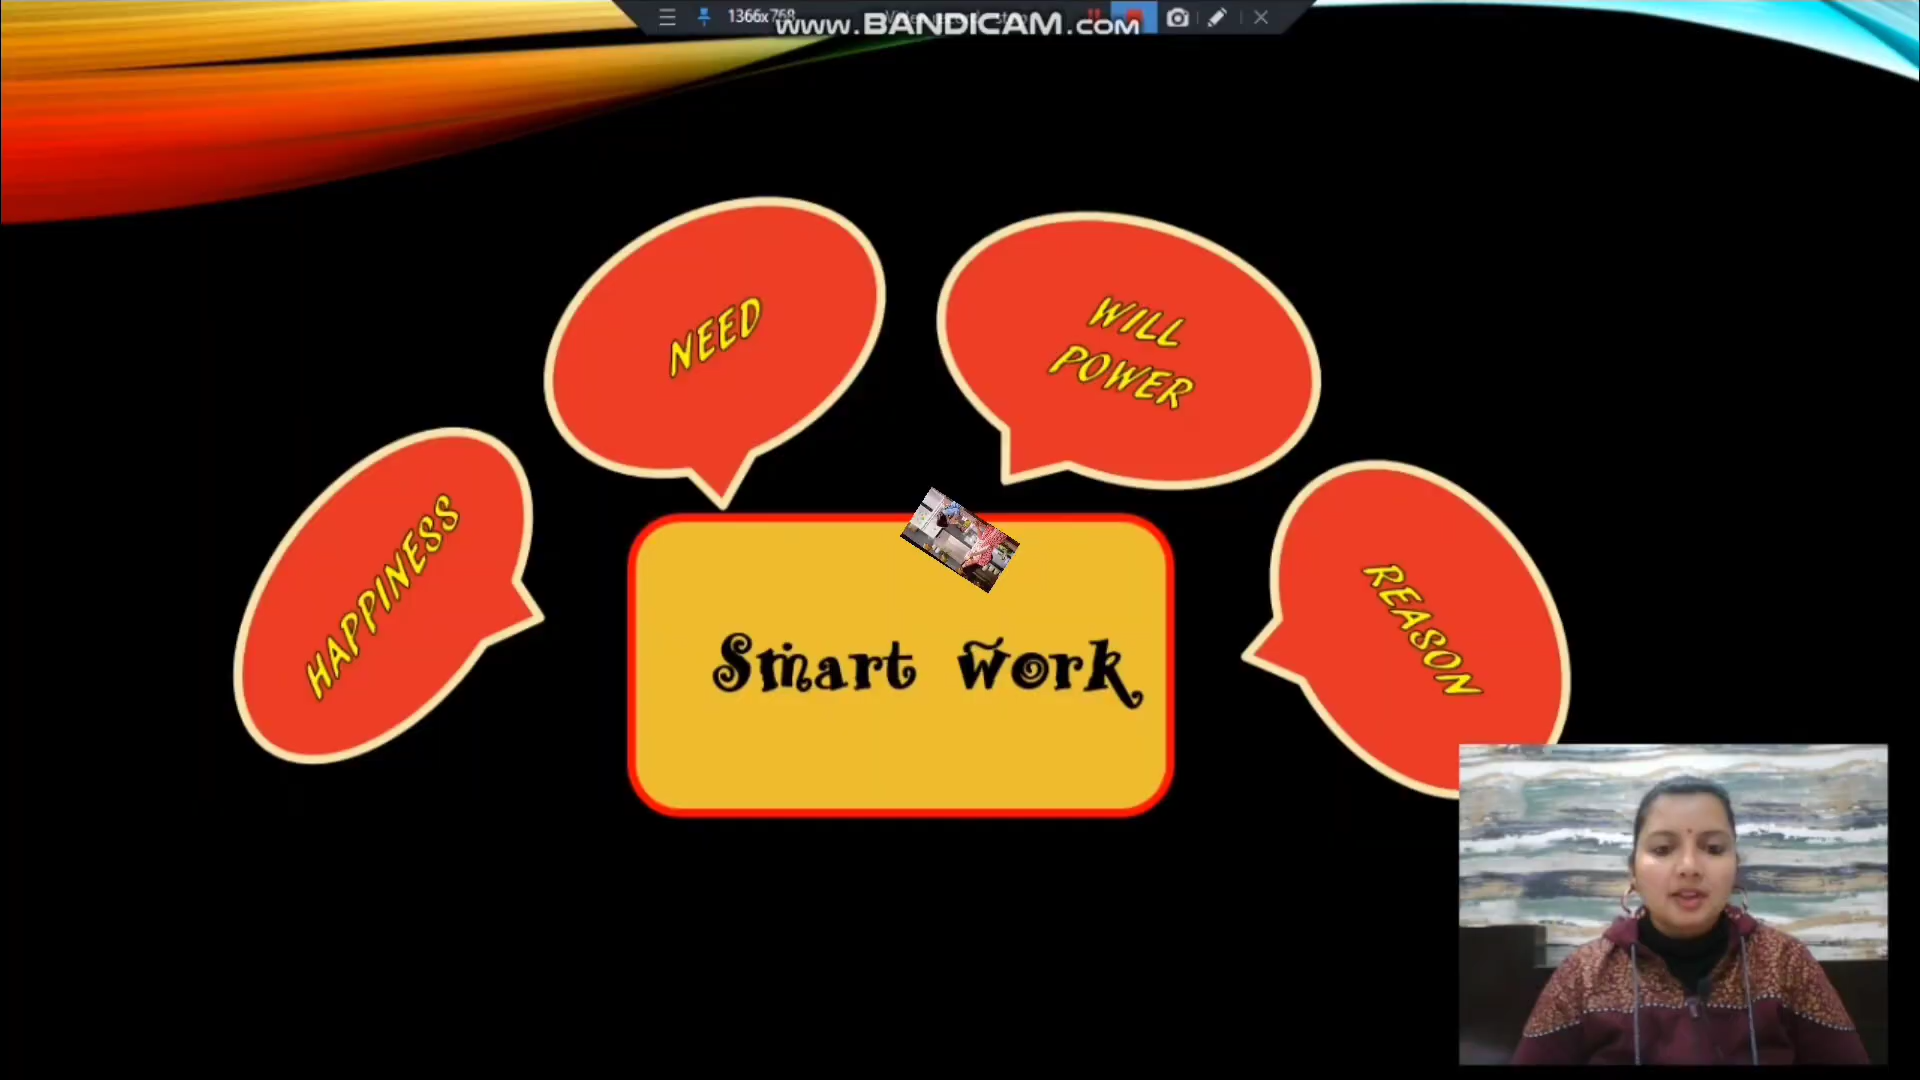 1366x768
www.BANDICAM.com
NEED
WILL
POWER
HAPPINESS
REASON
Smart Work